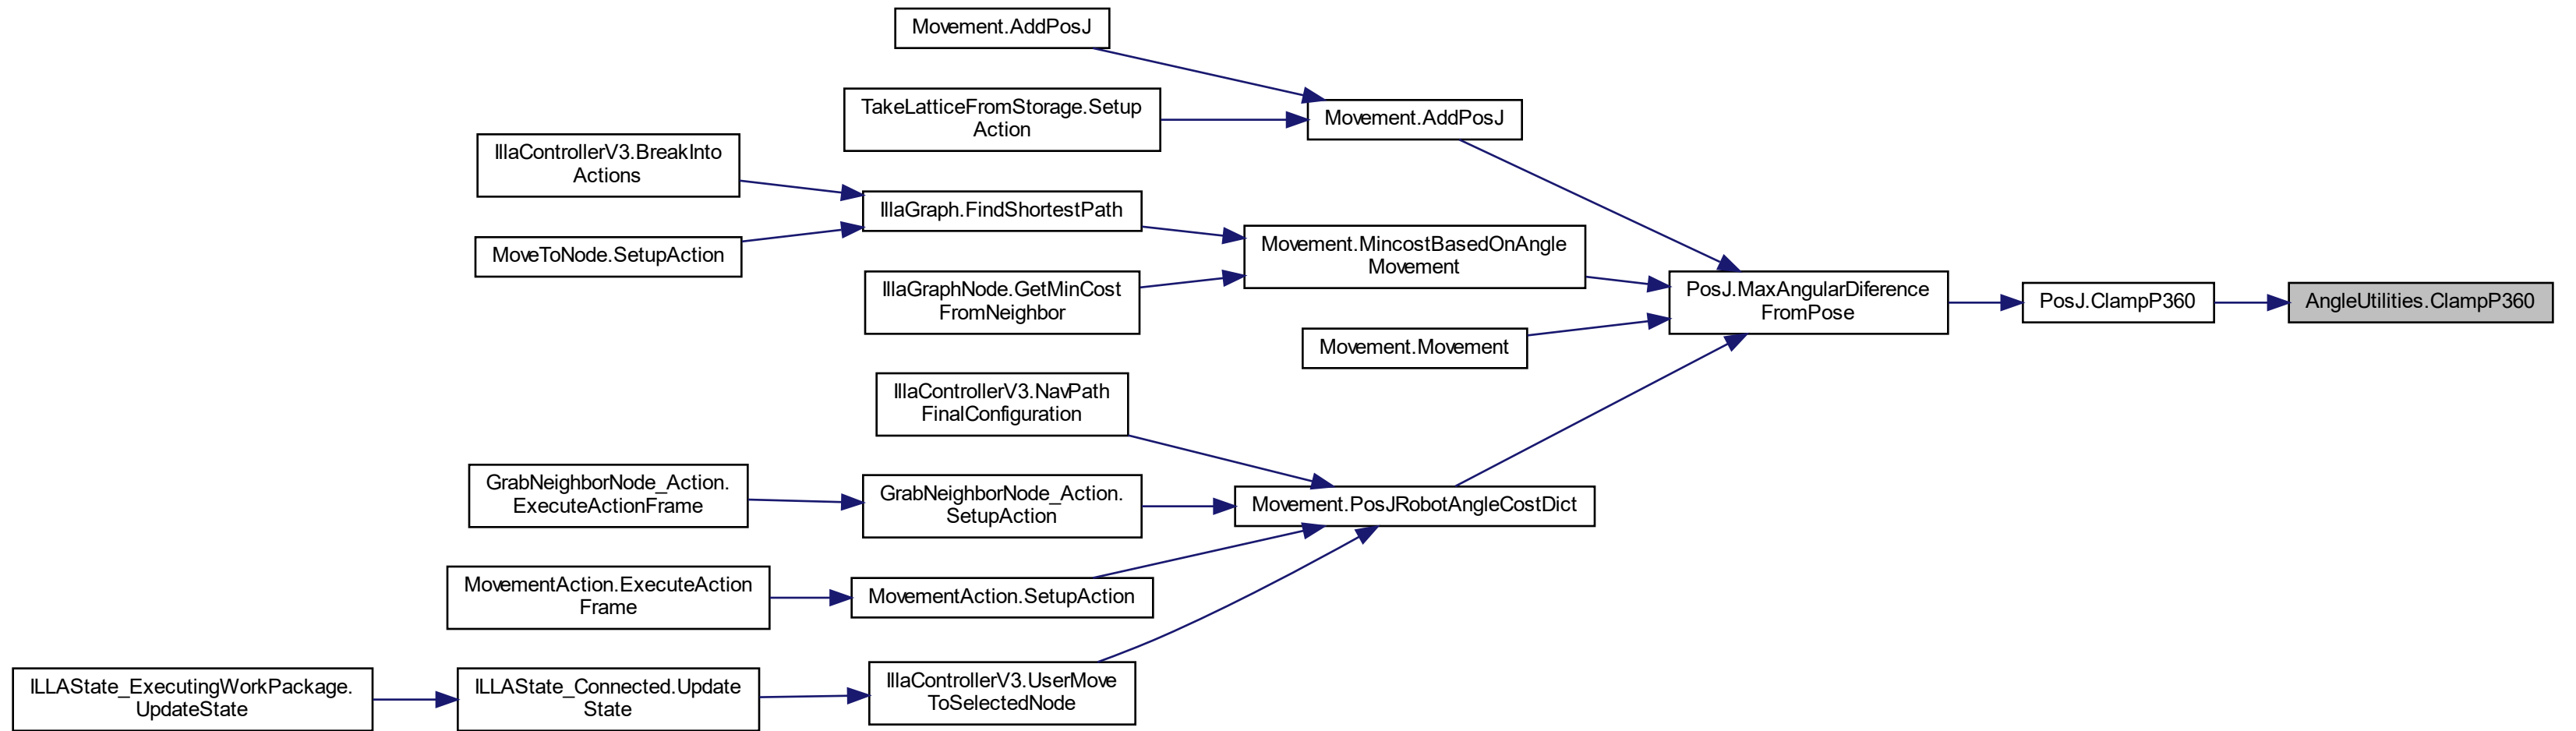 Movement.AddPosJ
TakeLatticeFromStorage.Setup
Action
Movement.AddPosJ
IllaControllerV3.BreakInto
Actions
IllaGraph.FindShortestPath
MoveToNode.SetupAction
Movement.MincostBasedOnAngle
Movement
IllaGraphNode.GetMinCost
FromNeighbor
PosJ.MaxAngularDiference
FromPose
PosJ.ClampP360
AngleUtilities.ClampP360
Movement.Movement
IllaControllerV3.NavPath
FinalConfiguration
GrabNeighborNode_Action.
ExecuteActionFrame
GrabNeighborNode_Action.
SetupAction
Movement.PosJRobotAngleCostDict
MovementAction.ExecuteAction
Frame
MovementAction.SetupAction
ILLAState_ExecutingWorkPackage.
UpdateState
ILLAState_Connected.Update
State
IllaControllerV3.UserMove
ToSelectedNode